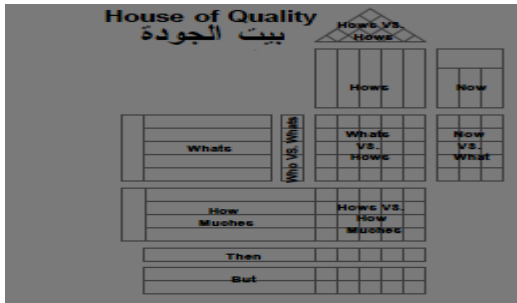 House of Quality
بيت الجودة
Hows VS.
Hows
Hows
Now
Whats
Who VS. Whats
Whats
VS.
Hows
Now
VS.
What
How
Muches
Hows VS.
How
Muches
Then
But